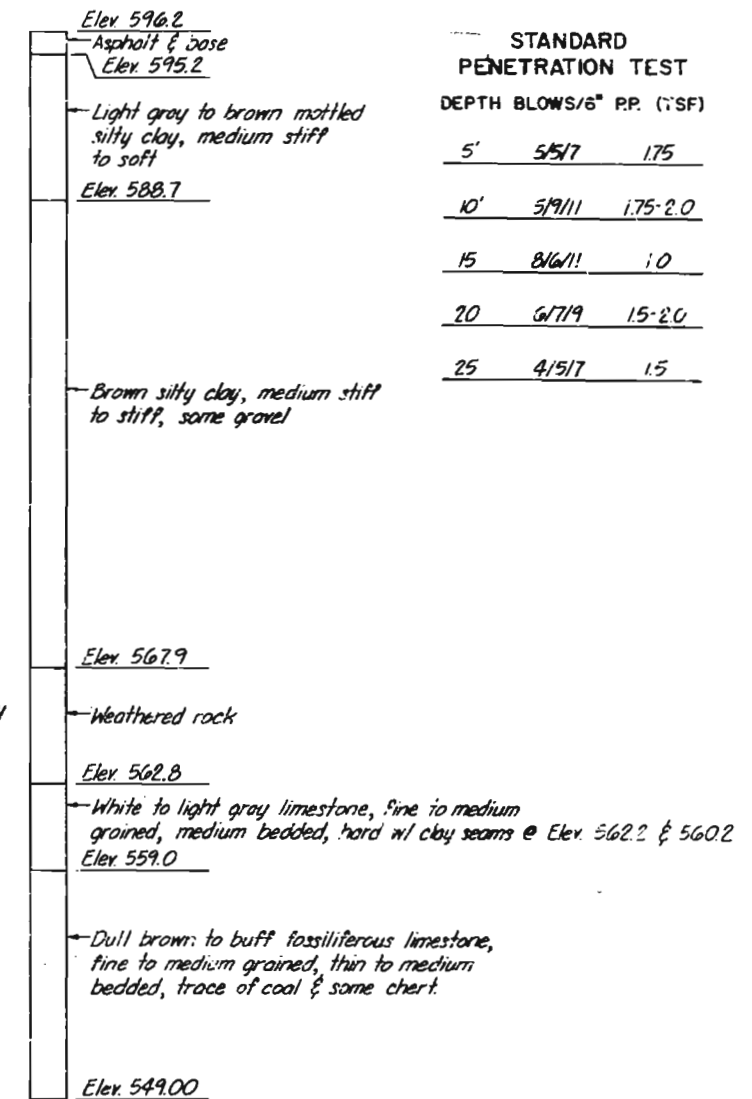 Elev. 596.2
Asphalt & base
Elev. 595.2
Light gray to brown mottled
silty clay, medium stiff
to soft
Elev. 588.7
Brown silty clay, medium stiff
to stiff, some gravel
Elev. 567.9
Weathered rock
Elev. 562.8
White to light gray limestone, fine to medium
grained, medium bedded, hard w/ clay seams @ Elev. 562.2 & 560.2
Elev. 559.0
Dull brown to buff fossiliferous limestone,
fine to medium grained, thin to medium
bedded, trace of coal & some chert.
Elev. 549.00
STANDARD
PENETRATION TEST
DEPTH BLOWS/6" P.P. (TSF)
5' 5/5/7 1.75
10' 5/9/11 1.75-2.0
15 8/6/11 1.0
20 6/7/9 1.5-2.0
25 4/5/7 1.5